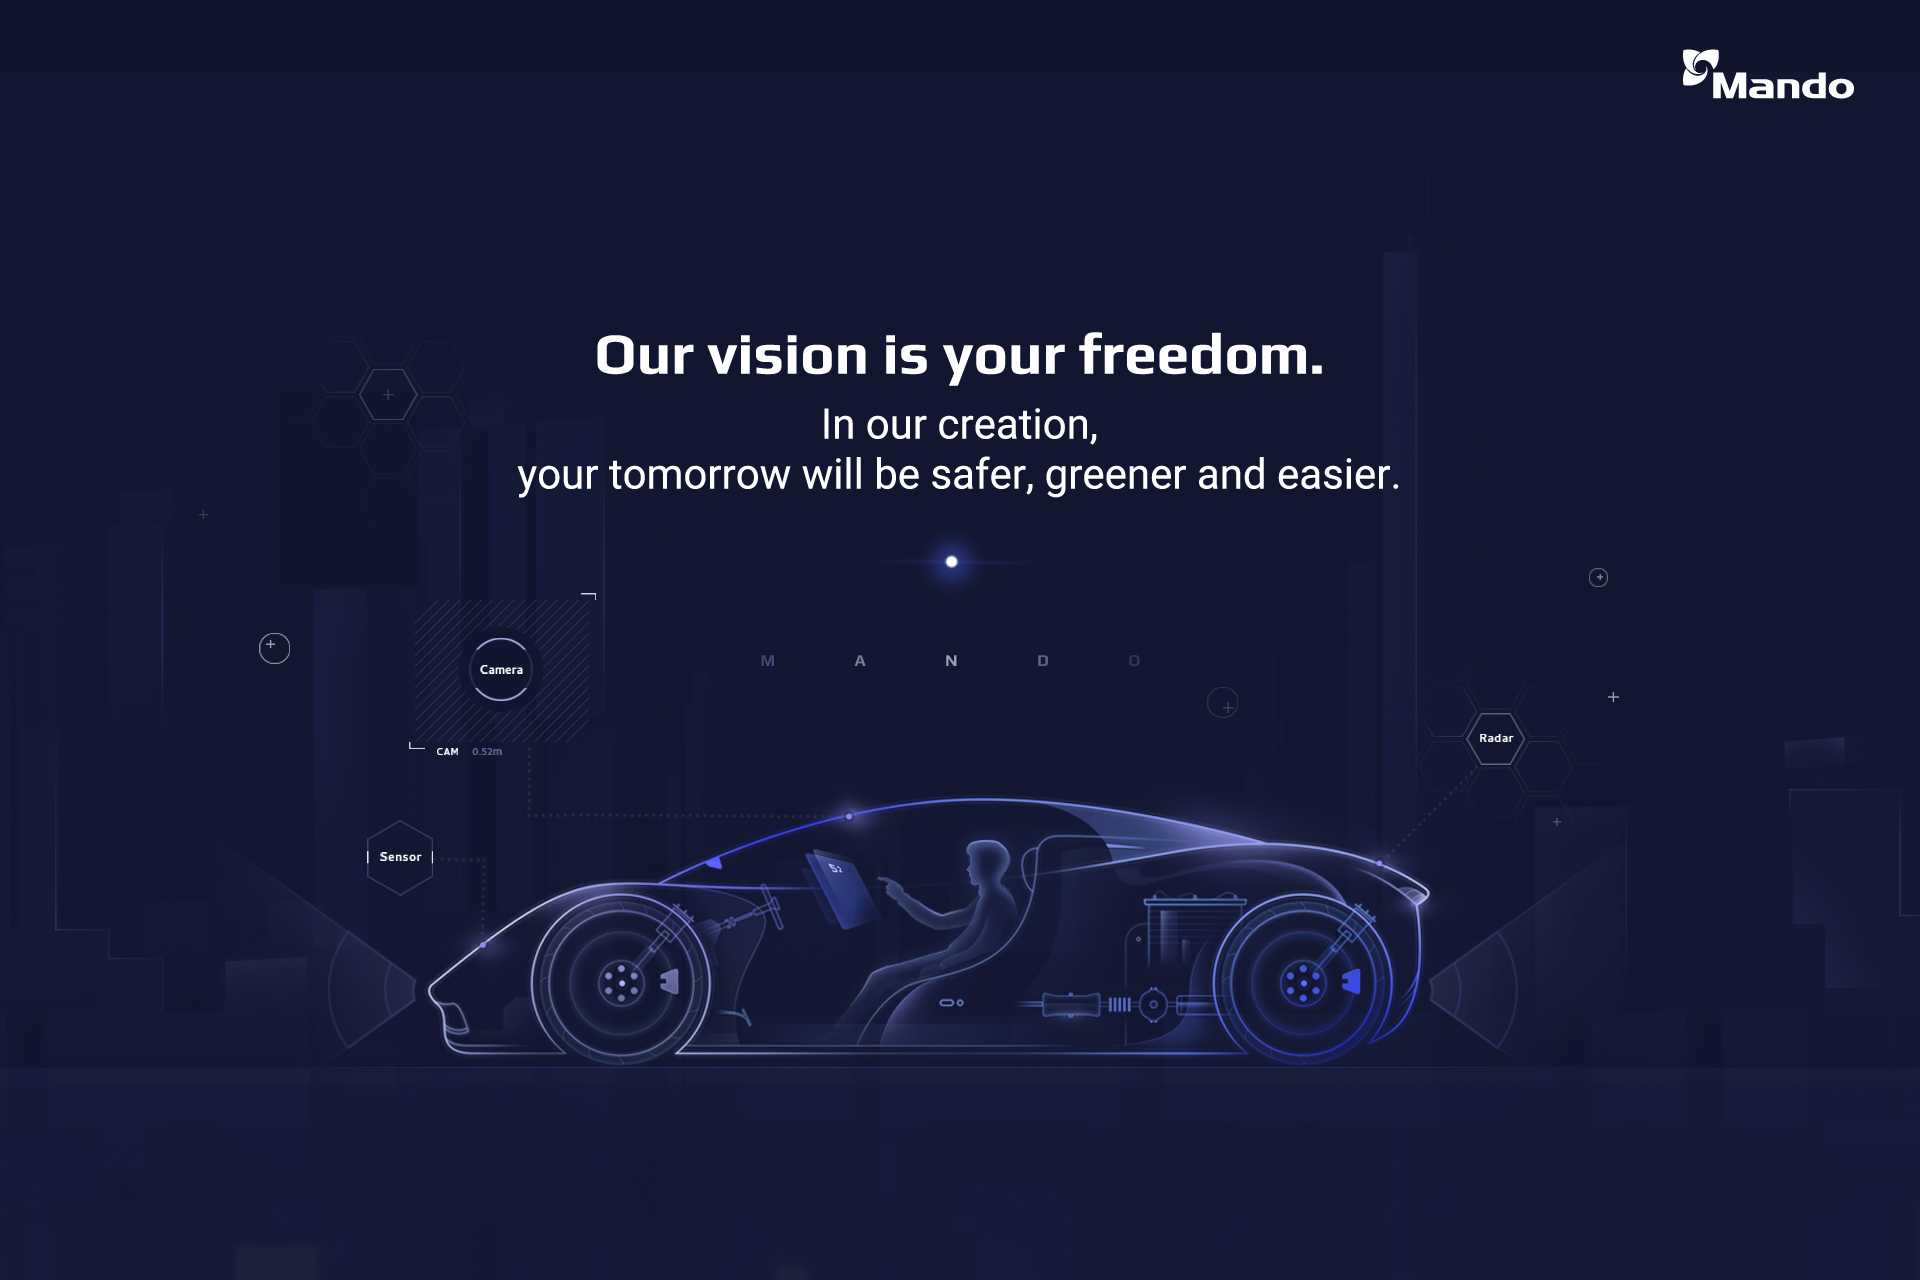 Mando
Our vision is your freedom.
In our creation,
your tomorrow will be safer, greener and easier.
M A N D O
Camera
CAM 0.52m
Radar
Sensor
52